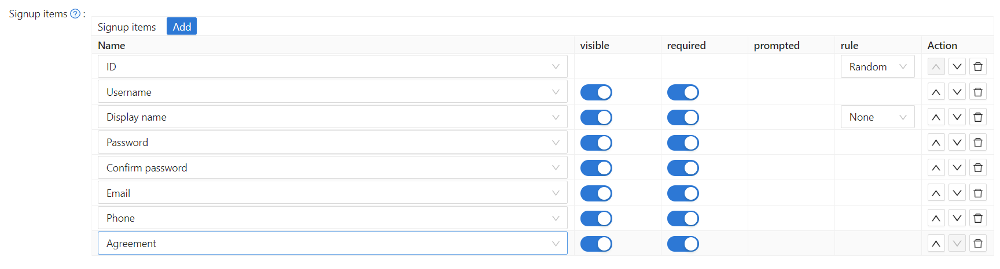 Signup items ? :
Signup items Add
Name visible required prompted rule Action
ID Random
Username
Display name None
Password
Confirm password
Email
Phone
Agreement